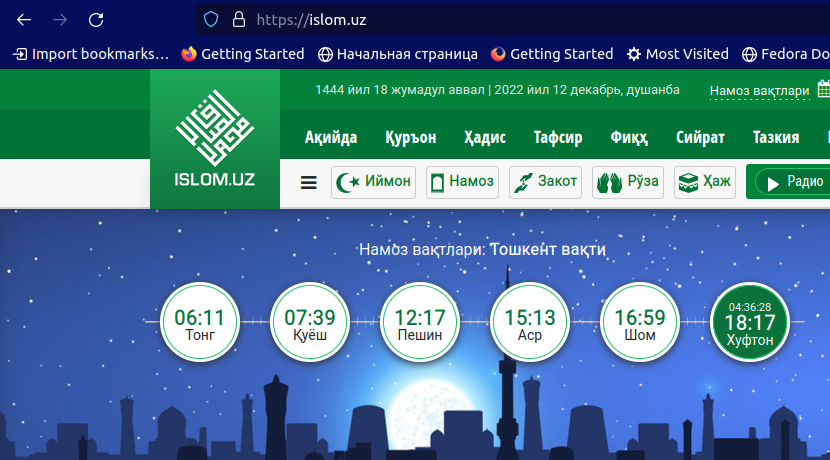 https://islom.uz
Import bookmarks… Getting Started Начальная страница Getting Started Most Visited Fedora Do
1444 йил 18 жумадул аввал | 2022 йил 12 декабрь, душанба Намоз вақтлари
ISLOM.UZ
Ақийда Қуръон Ҳадис Тафсир Фиқҳ Сийрат Тазкия
Иймон Намоз Закот Рўза Ҳаж Радио
Намоз вақтлари: Тошкент вақти
06:11 07:39 12:17 15:13 16:59 04:36:28 18:17
Тонг Қуёш Пешин Аср Шом Хуфтон